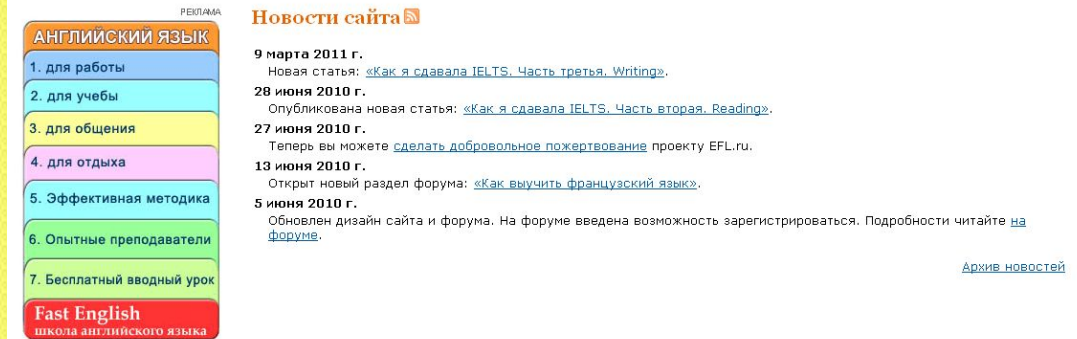 РЕКЛАМА
АНГЛИЙСКИЙ ЯЗЫК
1. для работы
2. для учебы
3. для общения
4. для отдыха
5. Эффективная методика
6. Опытные преподаватели
7. Бесплатный вводный урок
Fast English
школа английского языка
Новости сайта
9 марта 2011 г.
Новая статья: «Как я сдавала IELTS. Часть третья. Writing».
28 июня 2010 г.
Опубликована новая статья: «Как я сдавала IELTS. Часть вторая. Reading».
27 июня 2010 г.
Теперь вы можете сделать добровольное пожертвование проекту EFL.ru.
13 июня 2010 г.
Открыт новый раздел форума: «Как выучить французский язык».
5 июня 2010 г.
Обновлен дизайн сайта и форума. На форуме введена возможность зарегистрироваться. Подробности читайте на
форуме.
Архив новостей